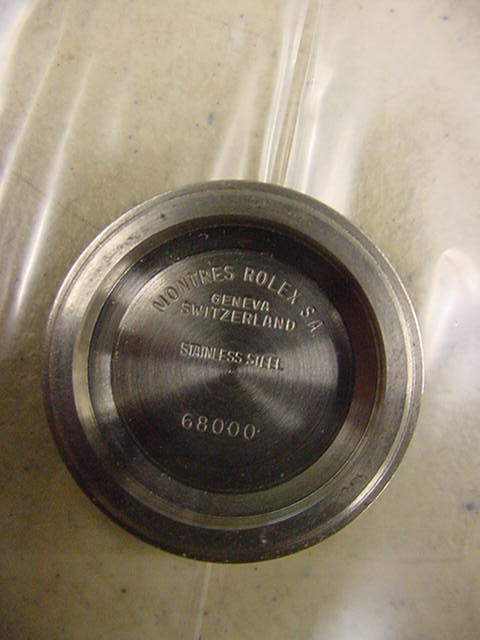 MONTRES ROLEX S.A.
GENEVA
SWITZERLAND
STAINLESS STEEL
68000